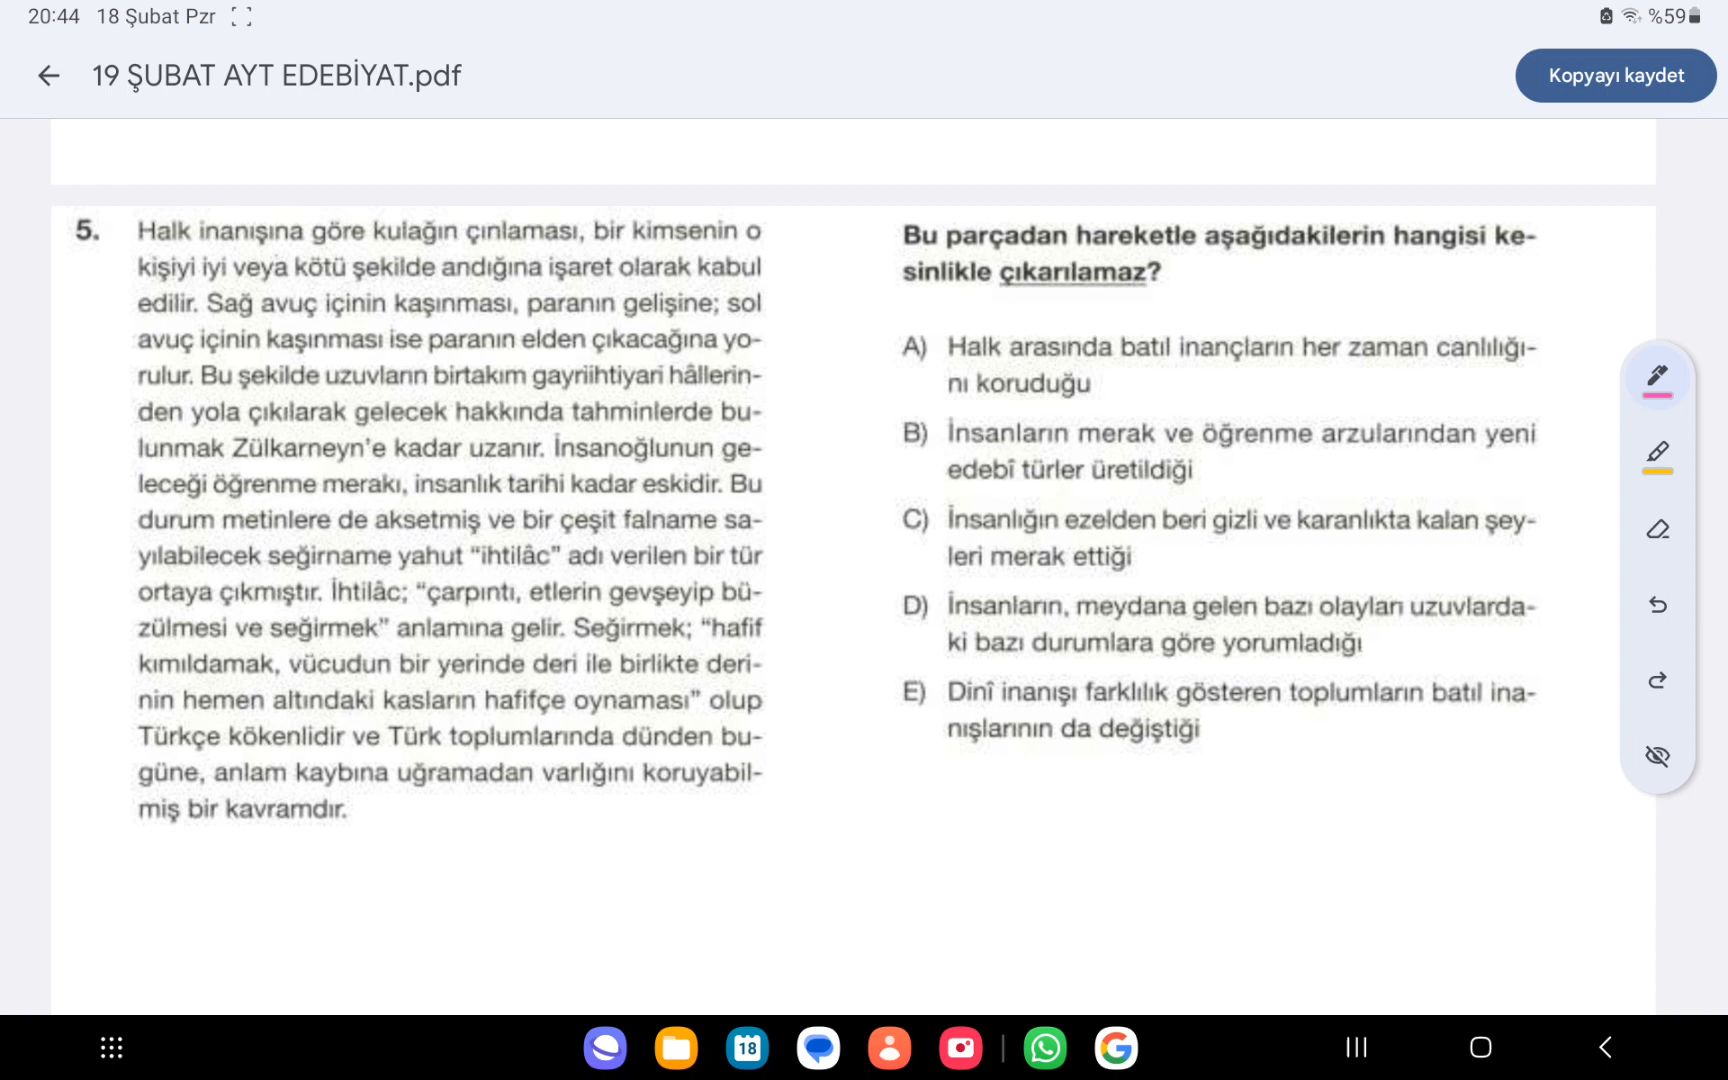 20:44 18 Şubat Pzr
%59
19 ŞUBAT AYT EDEBİYAT.pdf
Kopyayı kaydet
5. Halk inanışına göre kulağın çınlaması, bir kimsenin o
kişiyi iyi veya kötü şekilde andığına işaret olarak kabul
edilir. Sağ avuç içinin kaşınması, paranın gelişine; sol
avuç içinin kaşınması ise paranın elden çıkacağına yo-
rulur. Bu şekilde uzuvların birtakım gayriihtiyari hâllerin-
den yola çıkılarak gelecek hakkında tahminlerde bu-
lunmak Zülkarneyn’e kadar uzanır. İnsanoğlunun ge-
leceği öğrenme merakı, insanlık tarihi kadar eskidir. Bu
durum metinlere de aksetmiş ve bir çeşit falname sa-
yılabilecek seğirname yahut “ihtilâc” adı verilen bir tür
ortaya çıkmıştır. İhtilâc; “çarpıntı, etlerin gevşeyip bü-
zülmesi ve seğirmek” anlamına gelir. Seğirmek; “hafif
kımıldamak, vücudun bir yerinde deri ile birlikte deri-
nin hemen altındaki kasların hafifçe oynaması” olup
Türkçe kökenlidir ve Türk toplumlarında dünden bu-
güne, anlam kaybına uğramadan varlığını koruyabil-
miş bir kavramdır.
Bu parçadan hareketle aşağıdakilerin hangisi ke-
sinlikle çıkarılamaz?
A) Halk arasında batıl inançların her zaman canlılığı-
nı koruduğu
B) İnsanların merak ve öğrenme arzularından yeni
edebî türler üretildiği
C) İnsanlığın ezelden beri gizli ve karanlıkta kalan şey-
leri merak ettiği
D) İnsanların, meydana gelen bazı olayları uzuvlarda-
ki bazı durumlara göre yorumladığı
E) Dinî inanışı farklılık gösteren toplumların batıl ina-
nışlarının da değiştiği
18